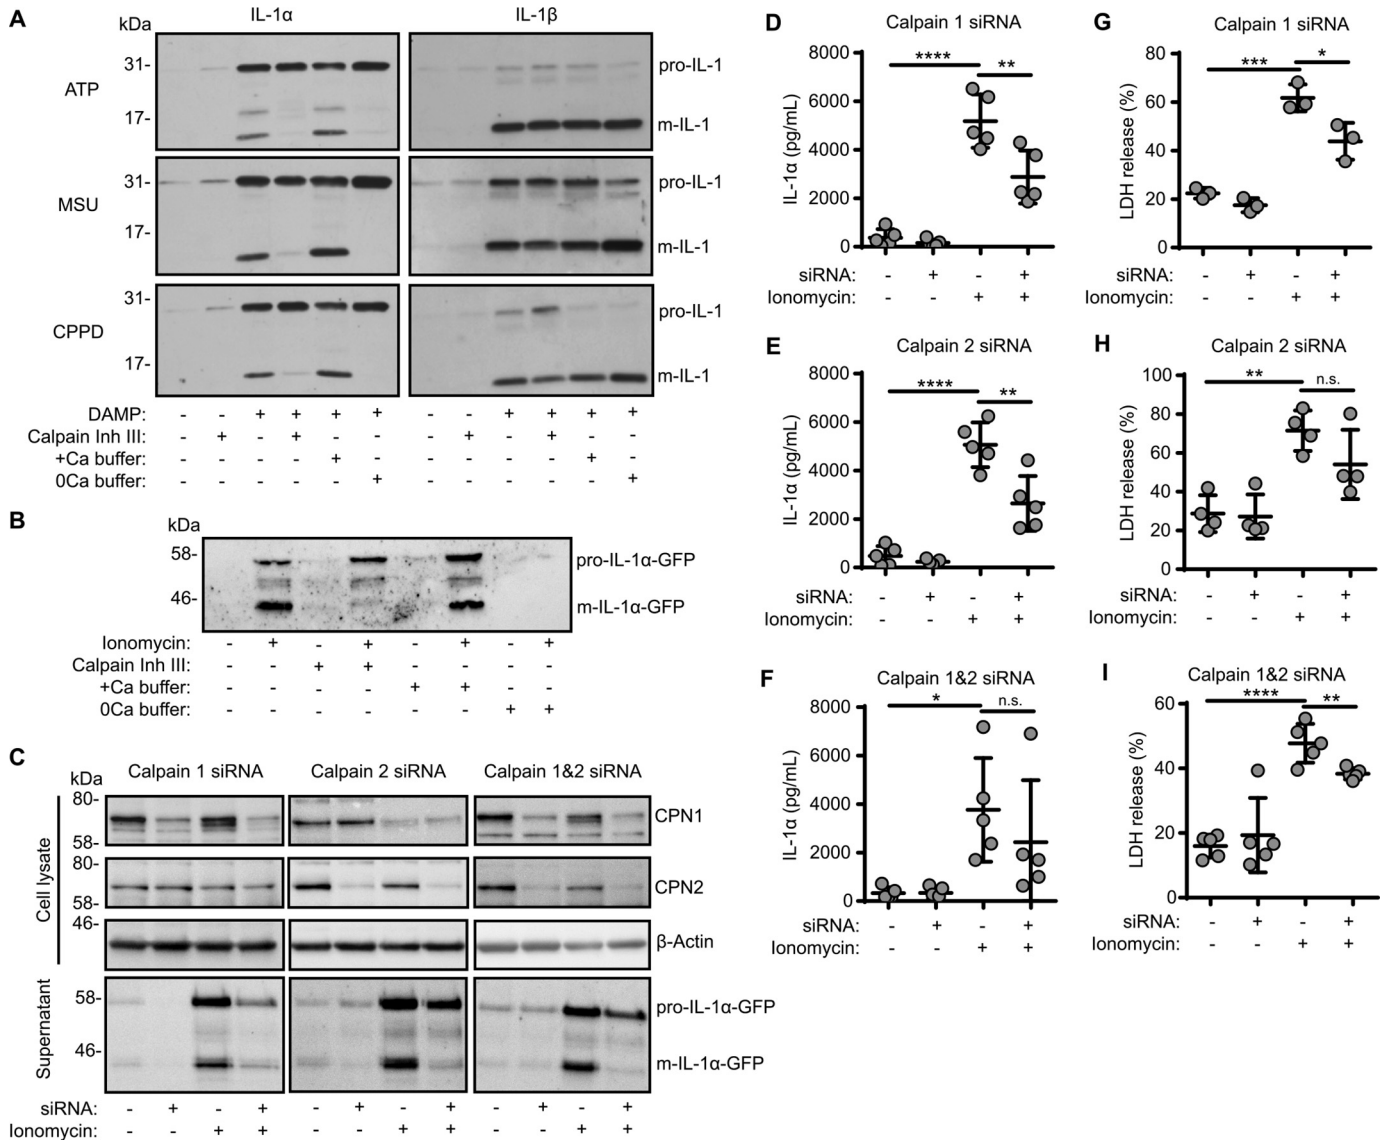 A
IL-1α
IL-1β
kDa
ATP
31-
17-
pro-IL-1
m-IL-1
MSU
31-
17-
pro-IL-1
m-IL-1
CPPD
31-
17-
pro-IL-1
m-IL-1
DAMP: - - + + + + - - + + + +
Calpain Inh III: - + - + - - - + - + - -
+Ca buffer: - - - - + - - - - - + -
0Ca buffer: - - - - - + - - - - - +
B
kDa
58-
46-
pro-IL-1α-GFP
m-IL-1α-GFP
Ionomycin: - + - + - + - +
Calpain Inh III: - - + + - - - -
+Ca buffer: - - - - + + - -
0Ca buffer: - - - - - - + +
C
kDa
Calpain 1 siRNA
Calpain 2 siRNA
Calpain 1&2 siRNA
Cell lysate
80-
58-
CPN1
80-
58-
CPN2
46-
β-Actin
Supernatant
58-
46-
pro-IL-1α-GFP
m-IL-1α-GFP
siRNA: - + - + - + - + - + - +
Ionomycin: - - + + - - + + - - + +
D
Calpain 1 siRNA
IL-1α (pg/mL)
8000
6000
4000
2000
0
****
**
siRNA: - + - +
Ionomycin: - - + +
E
Calpain 2 siRNA
IL-1α (pg/mL)
8000
6000
4000
2000
0
****
**
siRNA: - + - +
Ionomycin: - - + +
F
Calpain 1&2 siRNA
IL-1α (pg/mL)
8000
6000
4000
2000
0
*
n.s.
siRNA: - + - +
Ionomycin: - - + +
G
Calpain 1 siRNA
LDH release (%)
80
60
40
20
0
***
*
siRNA: - + - +
Ionomycin: - - + +
H
Calpain 2 siRNA
LDH release (%)
100
80
60
40
20
0
**
n.s.
siRNA: - + - +
Ionomycin: - - + +
I
Calpain 1&2 siRNA
LDH release (%)
60
40
20
0
****
**
siRNA: - + - +
Ionomycin: - - + +